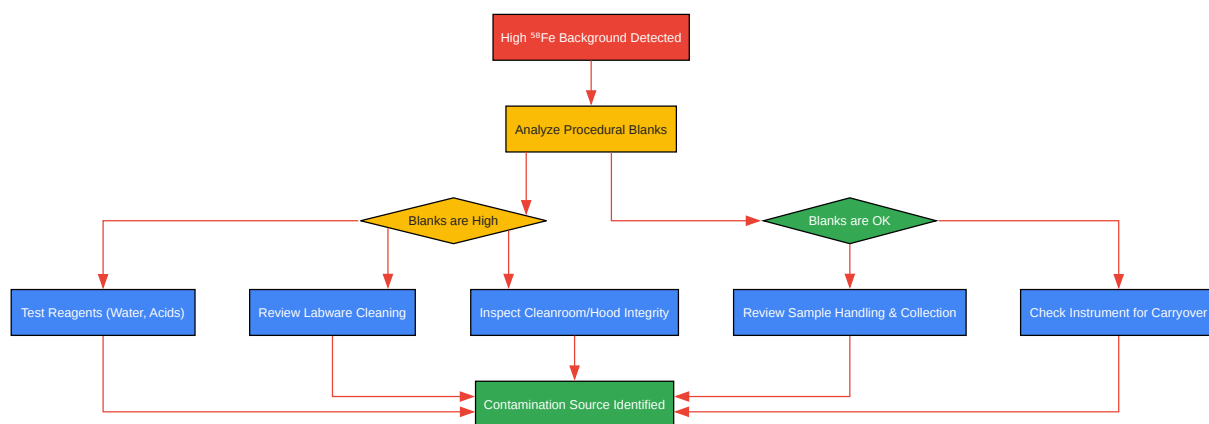 High ⁵⁸Fe Background Detected
Analyze Procedural Blanks
Blanks are High
Blanks are OK
Test Reagents (Water, Acids)
Review Labware Cleaning
Inspect Cleanroom/Hood Integrity
Review Sample Handling & Collection
Check Instrument for Carryover
Contamination Source Identified